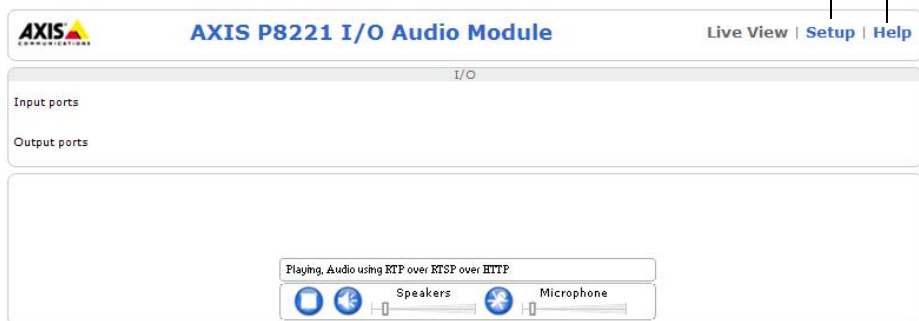 AXIS
COMMUNICATIONS
AXIS P8221 I/O Audio Module
Live View | Setup | Help
I/O
Input ports
Output ports
Playing, Audio using RTP over RTSP over HTTP
Speakers
Microphone